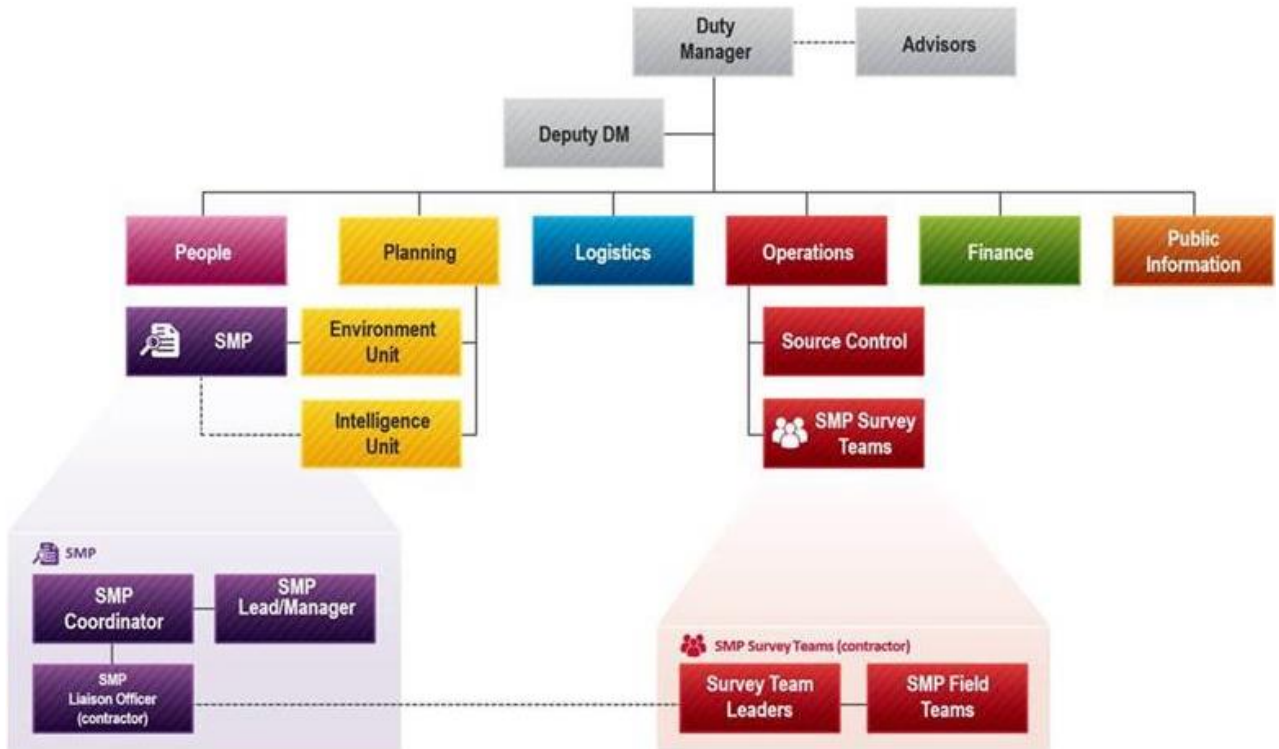 Duty
Manager
Advisors
Deputy DM
People
Planning
Logistics
Operations
Finance
Public
Information
SMP
Environment
Unit
Source Control
Intelligence
Unit
SMP Survey
Teams
SMP
SMP
Coordinator
SMP
Lead/Manager
SMP
Liaison Officer
(contractor)
SMP Survey Teams (contractor)
Survey Team
Leaders
SMP Field
Teams